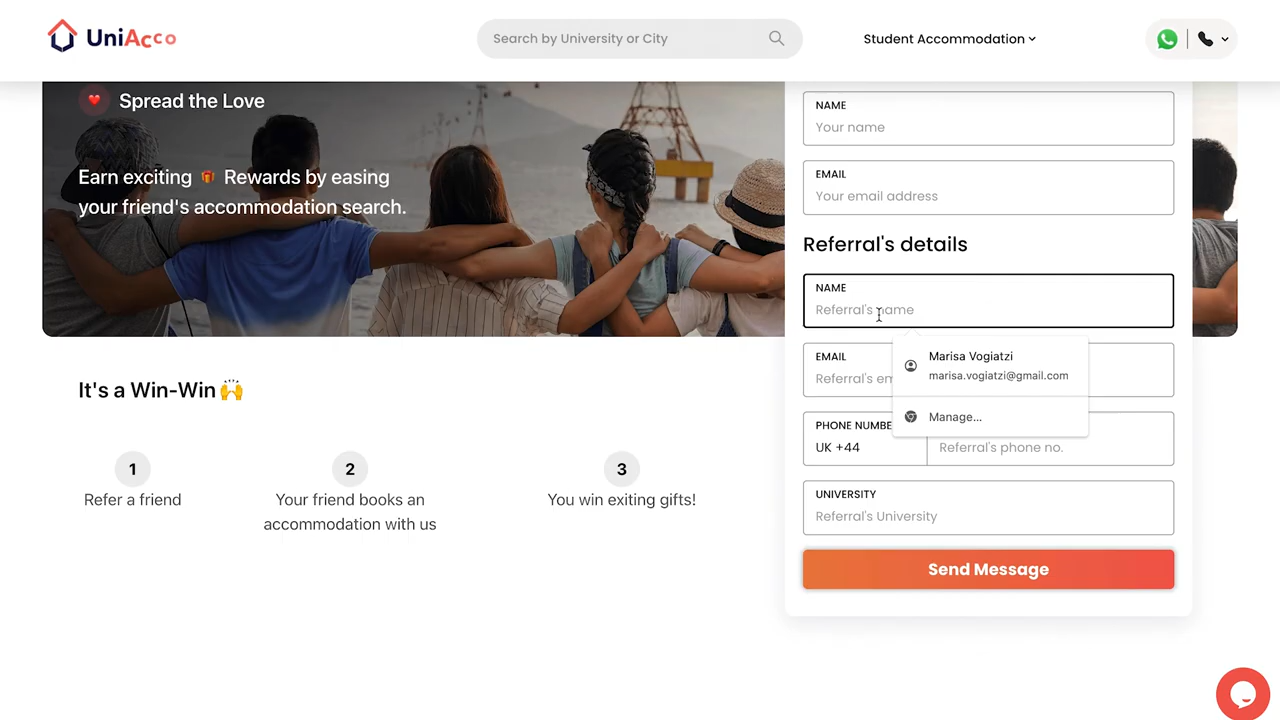 UniAcco
Search by University or City
Student Accommodation
Spread the Love
Earn exciting 🎁 Rewards by easing
your friend's accommodation search.
NAME
Your name
EMAIL
Your email address
Referral's details
NAME
Referral's name
Marisa Vogiatzi
marisa.vogiatzi@gmail.com
Manage...
EMAIL
Referral's
PHONE
UK +44
Referral's phone no.
UNIVERSITY
Referral's University
Send Message
It's a Win-Win 🙌
1
Refer a friend
2
Your friend books an
accommodation with us
3
You win exiting gifts!